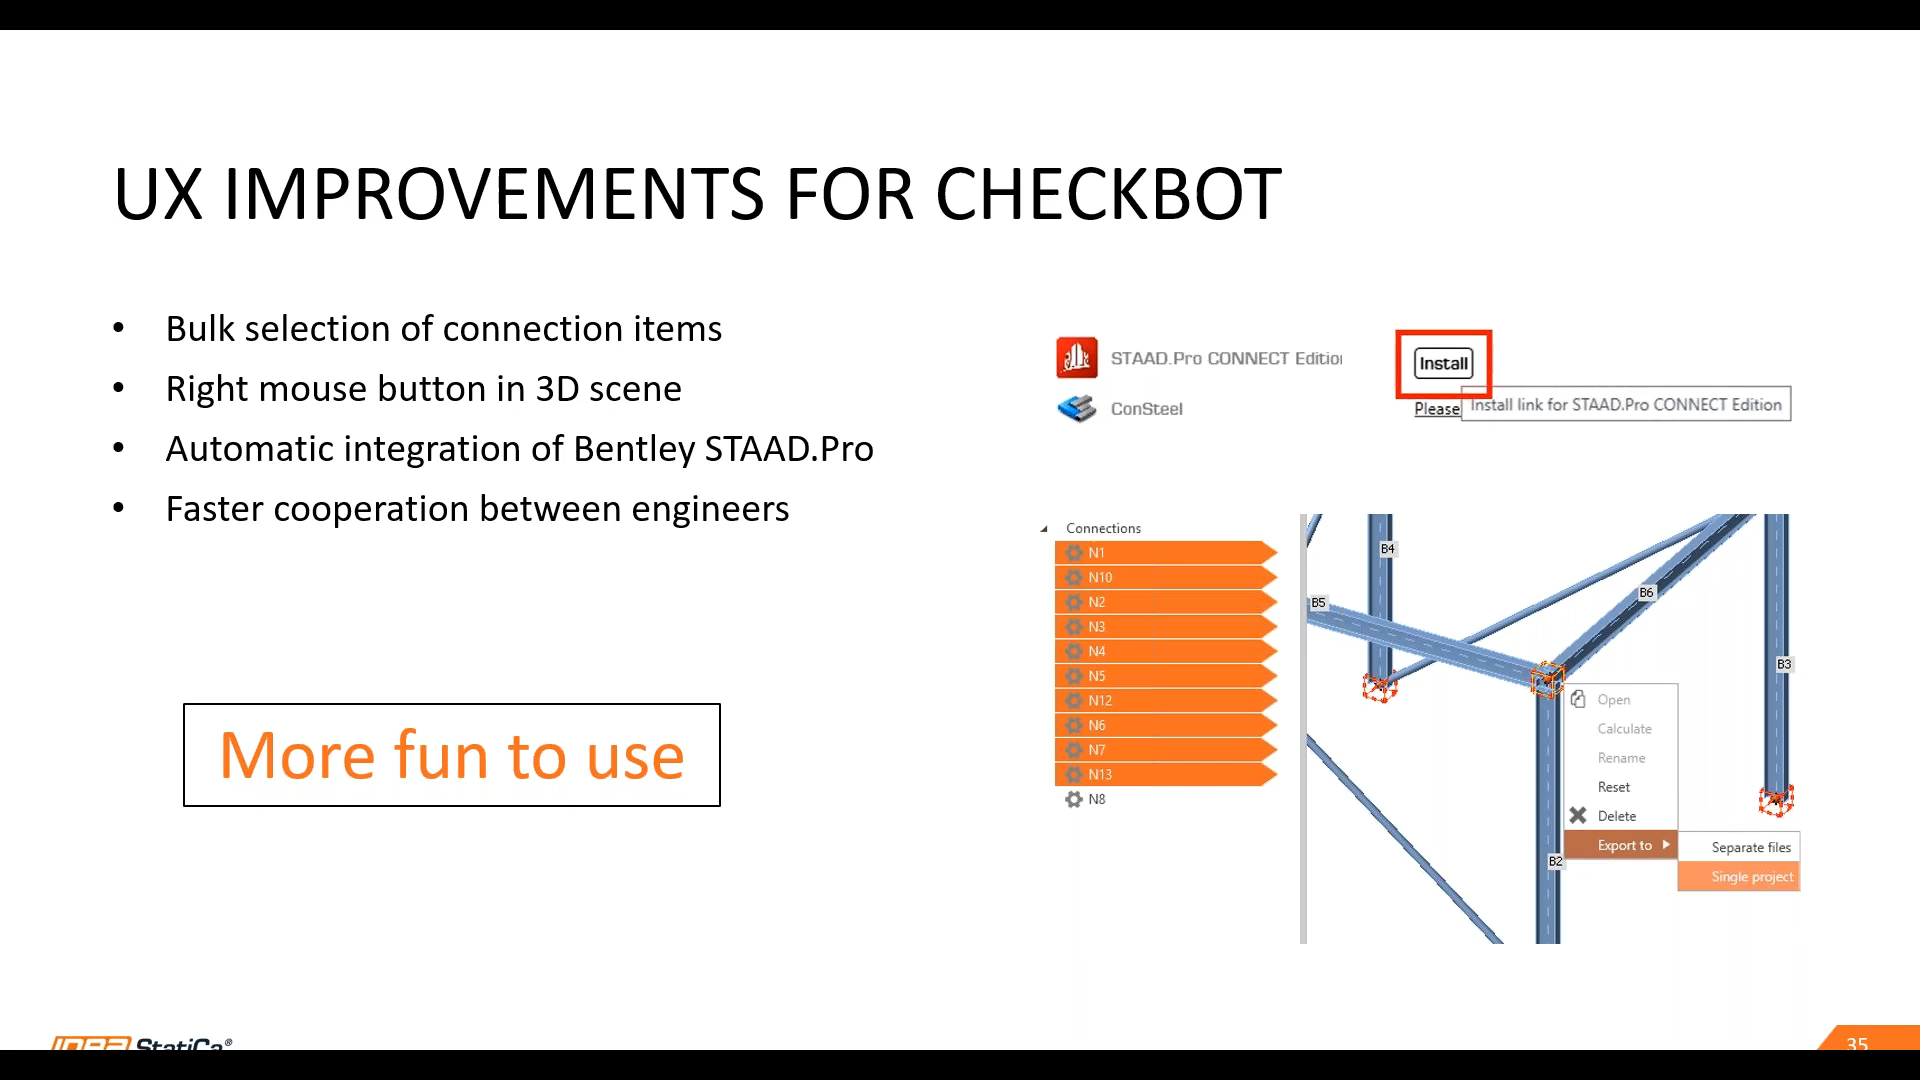 UX IMPROVEMENTS FOR CHECKBOT
• Bulk selection of connection items
• Right mouse button in 3D scene
• Automatic integration of Bentley STAAD.Pro
• Faster cooperation between engineers
More fun to use
STAAD.Pro CONNECT Edition
Install
ConSteel
Please
Install link for STAAD.Pro CONNECT Edition
Connections
N1
N10
N2
N3
N4
N5
N12
N6
N7
N13
N8
B4
B5
B6
B3
B2
Open
Calculate
Rename
Reset
Delete
Export to
Separate files
Single project
IDEA StatiCa®
35